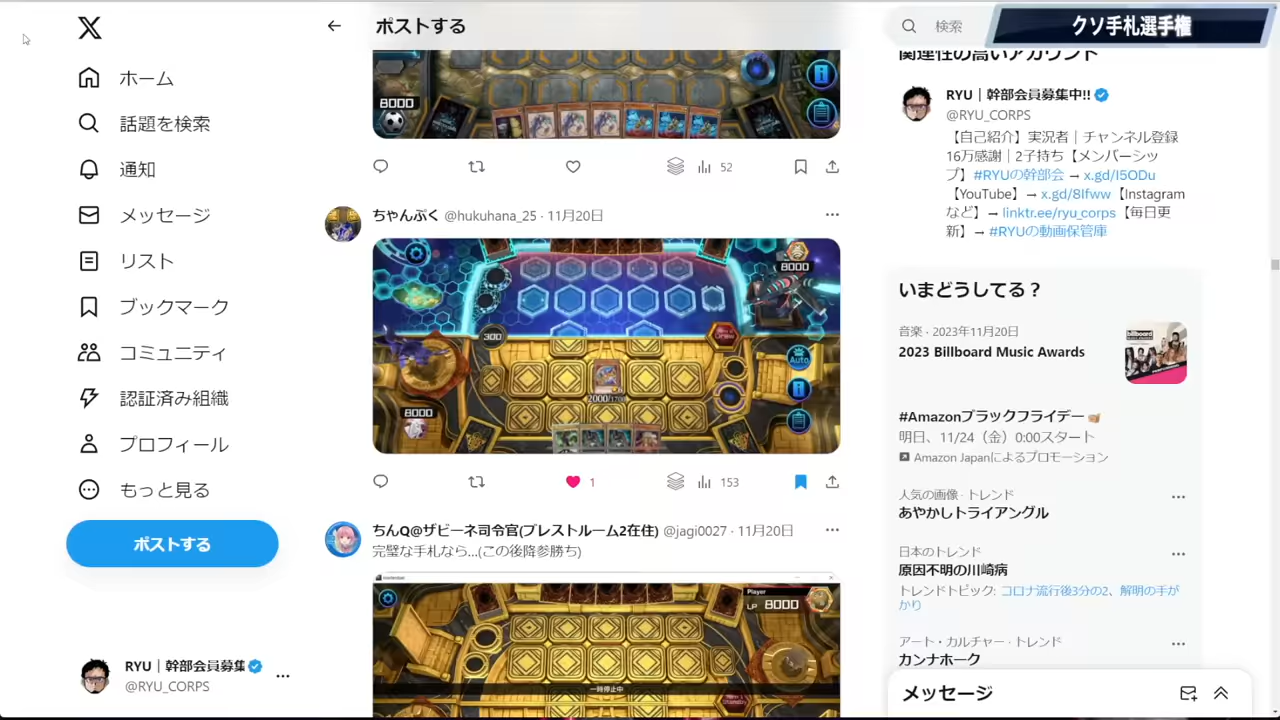 ホーム
話題を検索
通知
メッセージ
リスト
ブックマーク
コミュニティ
認証済み組織
プロフィール
もっと見る
ポストする
RYU｜幹部会員募集
@RYU_CORPS
ポストする
8000
52
ちゃんぷく @hukuhana_25 · 11月20日
8000
300
Auto
2000/1700
8000
1
153
ちんQ@ザビーネ司令官(プレストルーム2在住) @jagi0027 · 11月20日
完璧な手札なら...(この後降参勝ち)
Player
LP 8000
一時停止中
検索
クソ手札選手権
関連性の高いアカウント
RYU｜幹部会員募集中!!
@RYU_CORPS
【自己紹介】実況者｜チャンネル登録
16万感謝｜2子持ち【メンバーシッ
プ】#RYUの幹部会 → x.gd/I5ODu
【YouTube】→ x.gd/8Ifww【Instagram
など】→ linktr.ee/ryu_corps【毎日更
新】→ #RYUの動画保管庫
いまどうしてる？
音楽 · 2023年11月20日
2023 Billboard Music Awards
billboard
#Amazonブラックフライデー
明日、11/24（金）0:00スタート
Amazon Japanによるプロモーション
人気の画像 · トレンド
あやかしトライアングル
日本のトレンド
原因不明の川崎病
トレンドトピック: コロナ流行後3分の2、解明の手が
かり
アート・カルチャー · トレンド
カンナホーク
メッセージ